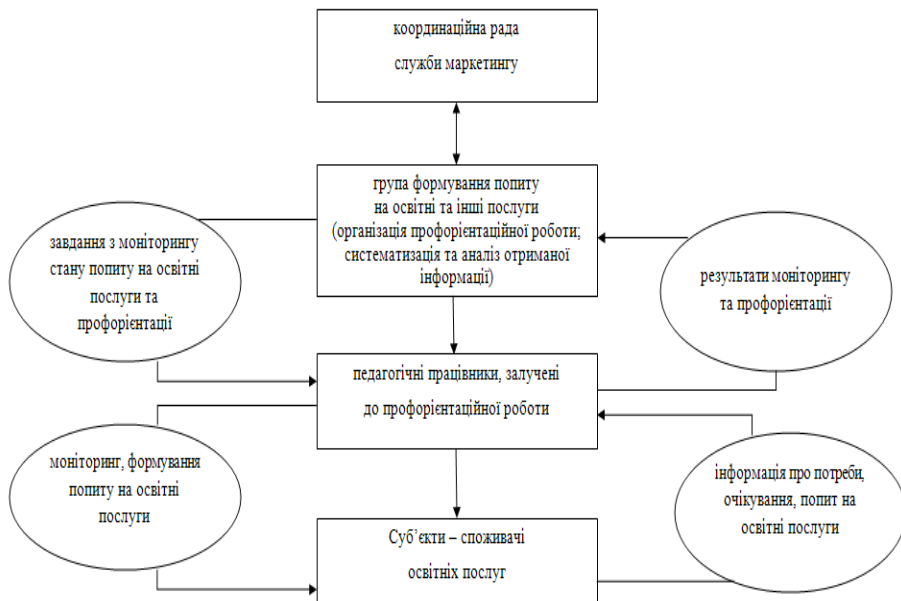 координаційна рада
служби маркетингу
група формування попиту
на освітні та інші послуги
(організація профорієнтаційної роботи;
систематизація та аналіз отриманої
інформації)
завдання з моніторингу
стану попиту на освітні
послуги та
профорієнтації
результати моніторингу
та профорієнтації
педагогічні працівники, залучені
до профорієнтаційної роботи
моніторинг, формування
попиту на освітні
послуги
інформація про потреби,
очікування, попит на
освітні послуги
Суб’єкти – споживачі
освітніх послуг